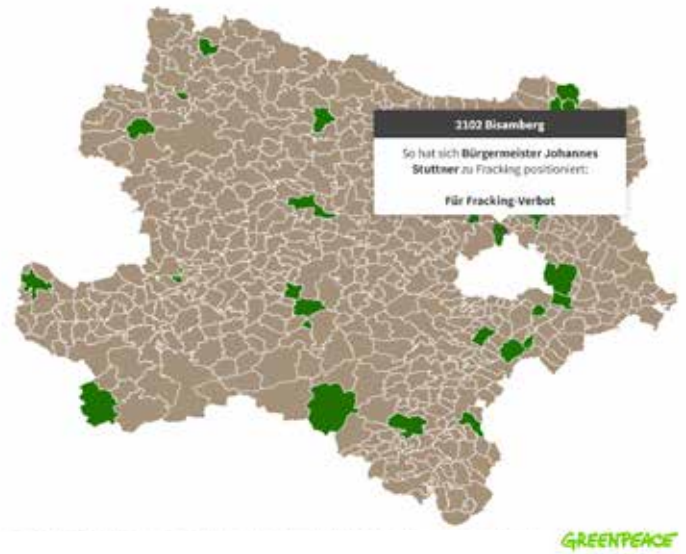 2102 Bisamberg
So hat sich Bürgermeister Johannes
Stuttner zu Fracking positioniert:
Für Fracking-Verbot
GREENPEACE